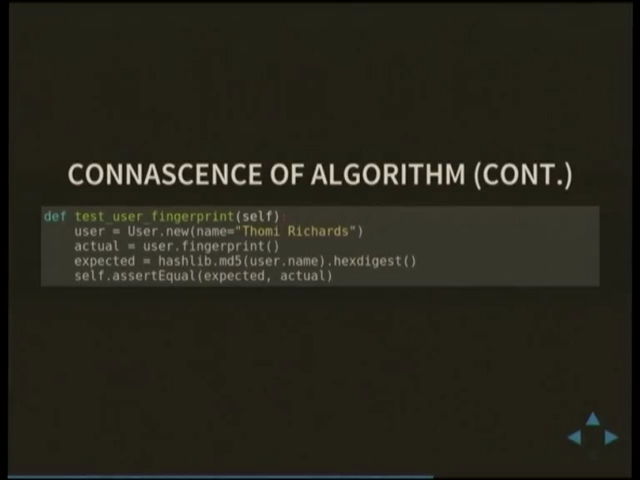 CONNASCENCE OF ALGORITHM (CONT.)
def test_user_fingerprint(self):
    user = User.new(name="Thomi Richards")
    actual = user.fingerprint()
    expected = hashlib.md5(user.name).hexdigest()
    self.assertEqual(expected, actual)